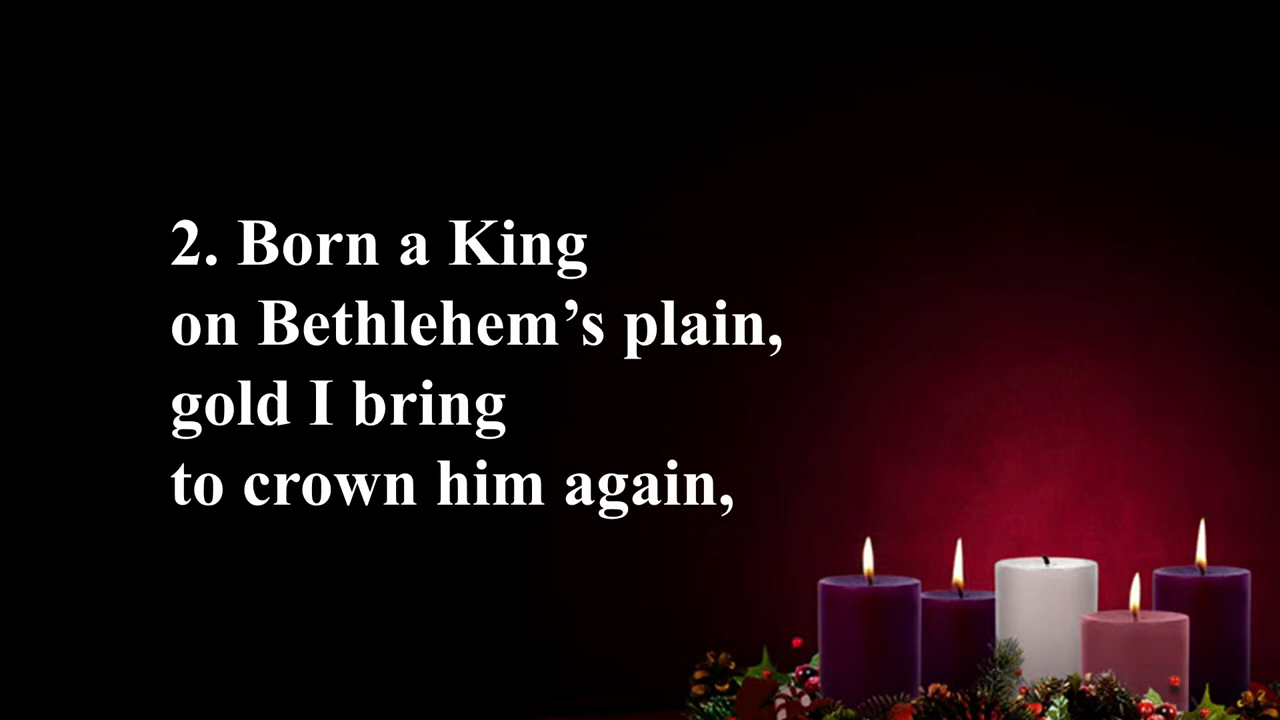 2. Born a King
on Bethlehem’s plain,
gold I bring
to crown him again,